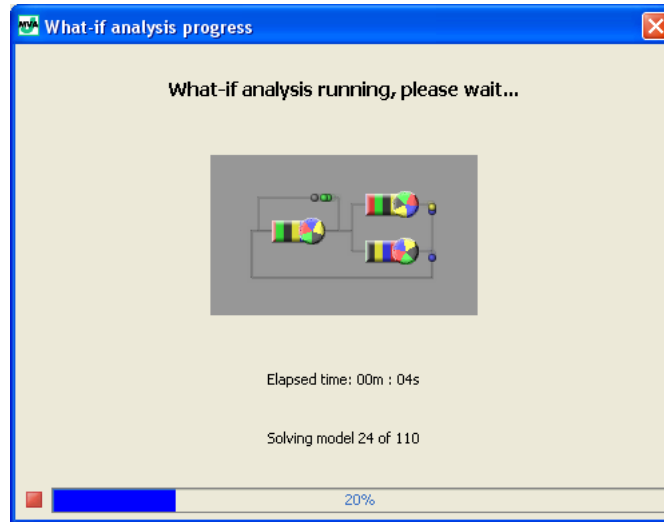 MVA What-if analysis progress
What-if analysis running, please wait...
Elapsed time: 00m : 04s
Solving model 24 of 110
20%